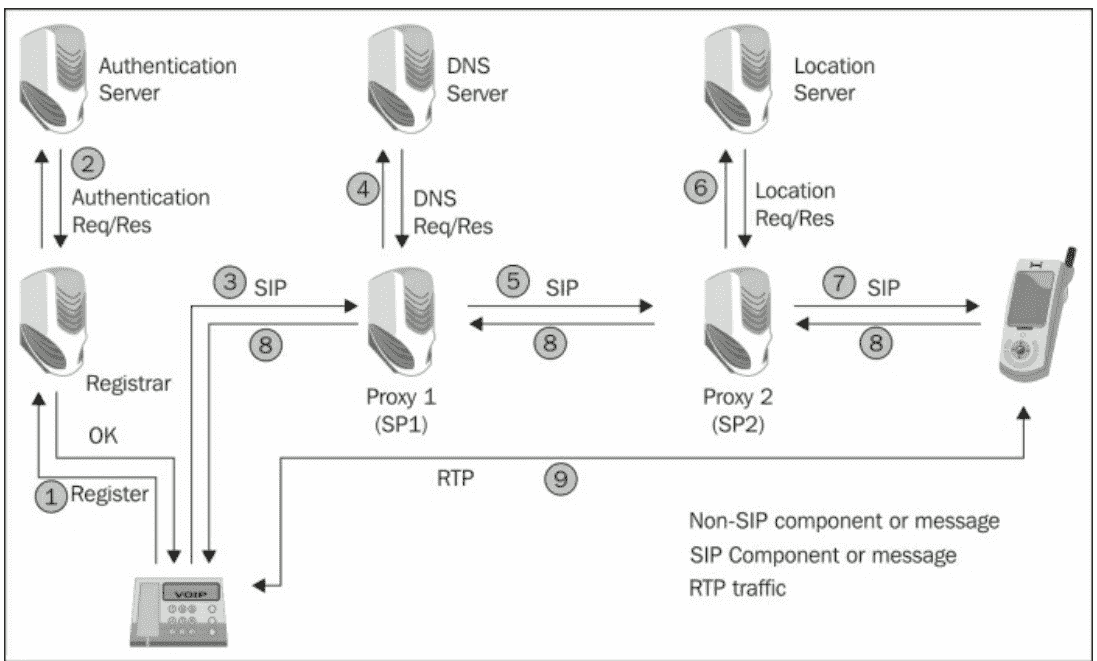 Authentication
Server
DNS
Server
Location
Server
2
Authentication
Req/Res
4
DNS
Req/Res
6
Location
Req/Res
3 SIP
5 SIP
7 SIP
8
8
8
Registrar
Proxy 1
(SP1)
Proxy 2
(SP2)
OK
RTP 9
1 Register
Non-SIP component or message
SIP Component or message
RTP traffic
VOIP